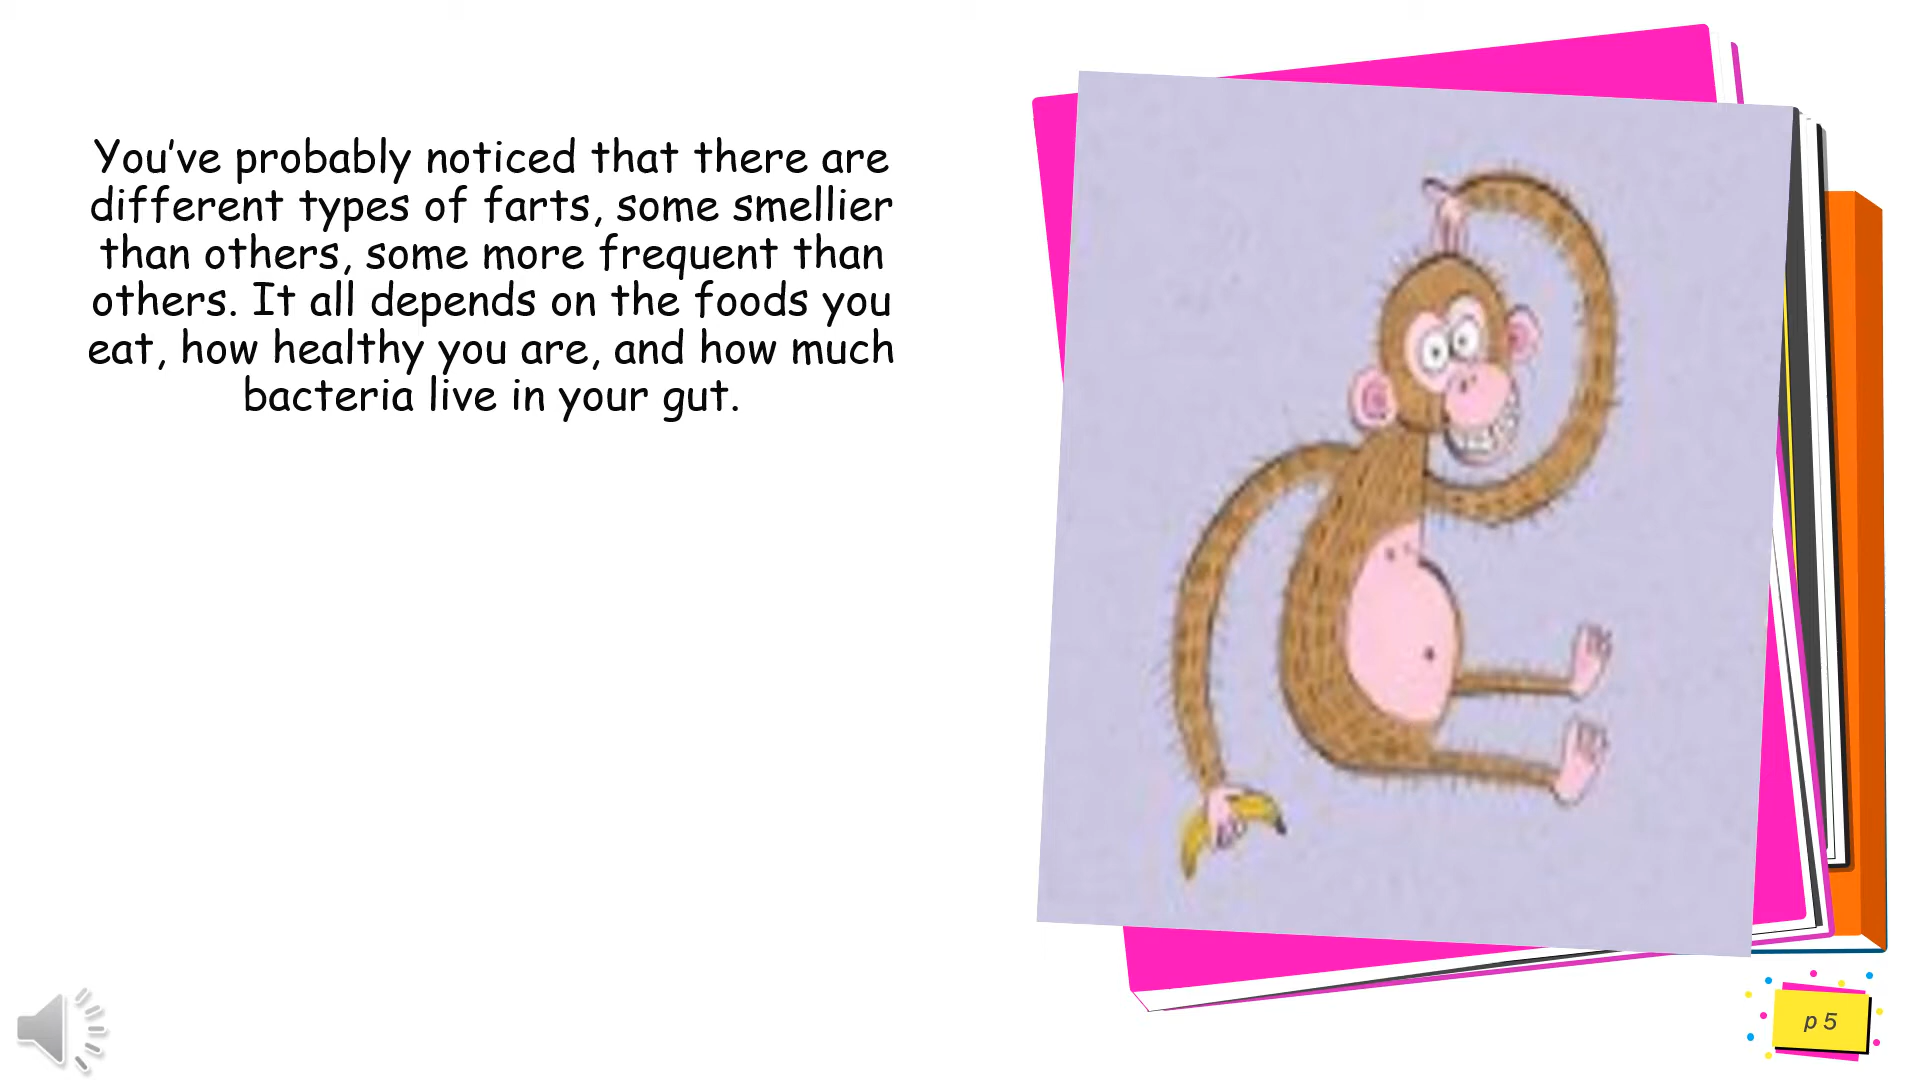 You’ve probably noticed that there are
different types of farts, some smellier
than others, some more frequent than
others. It all depends on the foods you
eat, how healthy you are, and how much
bacteria live in your gut.
p 5